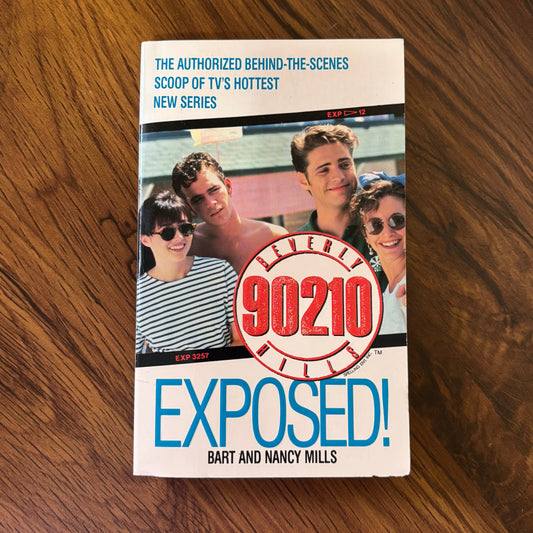 THE AUTHORIZED BEHIND-THE-SCENES
SCOOP OF TV'S HOTTEST
NEW SERIES
EXP ▷ 12
BEVERLY
90210
HILLS
TM
EXP 3257
EXPOSED!
BART AND NANCY MILLS